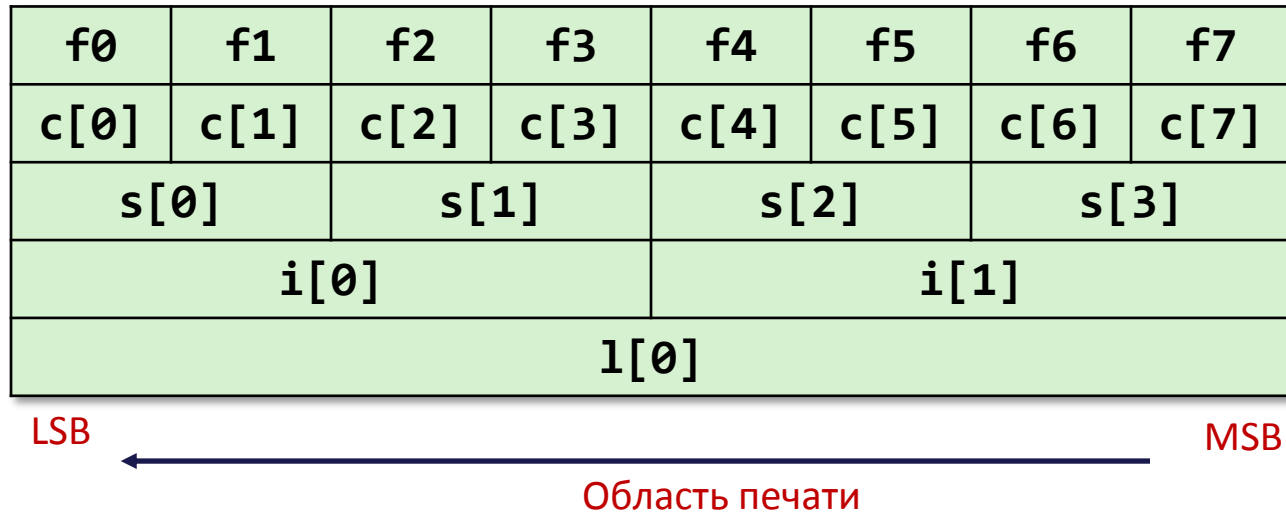 f0 f1 f2 f3 f4 f5 f6 f7
c[0] c[1] c[2] c[3] c[4] c[5] c[6] c[7]
s[0] s[1] s[2] s[3]
i[0] i[1]
l[0]
LSB MSB
Область печати